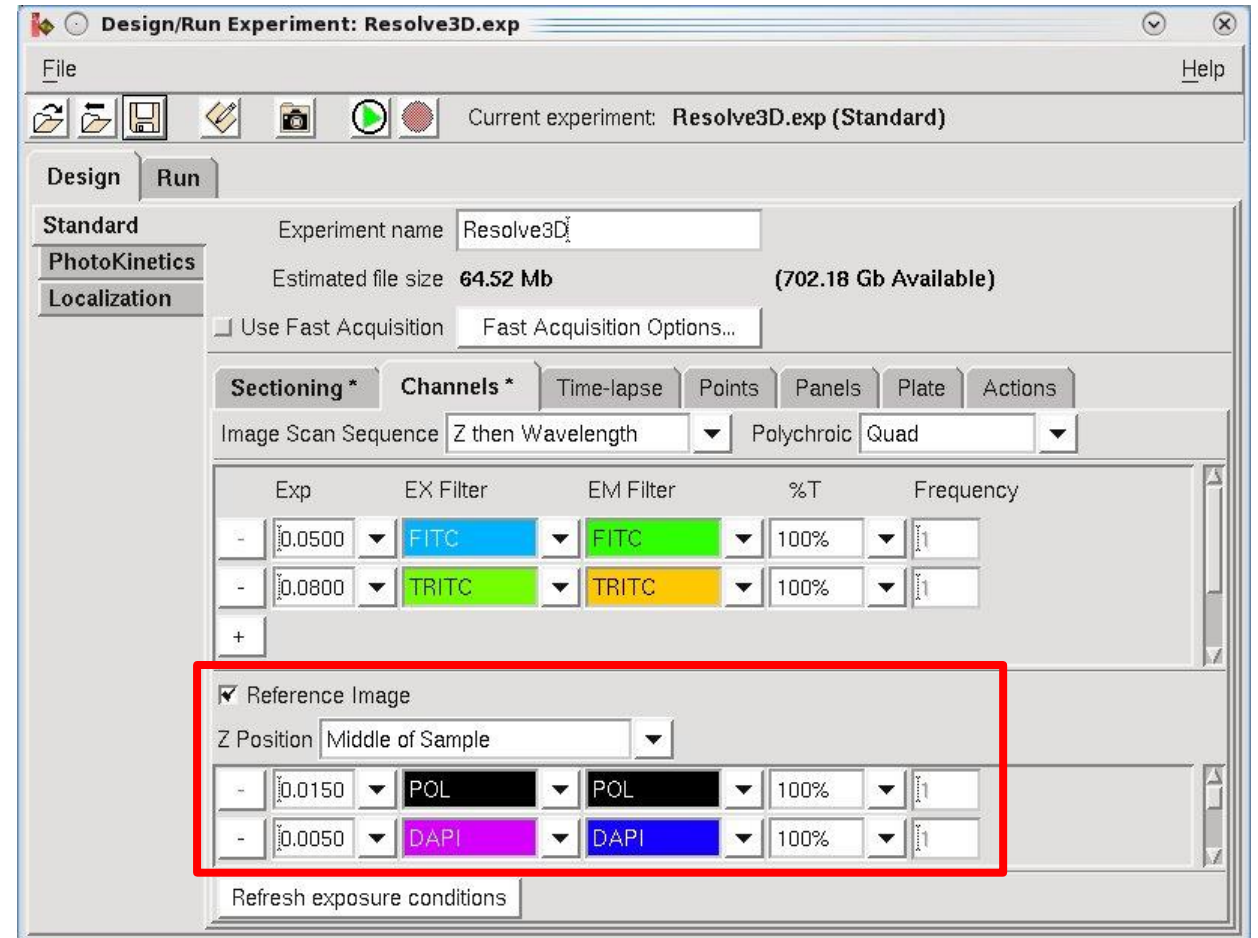 Design/Run Experiment: Resolve3D.exp
File Help
Current experiment: Resolve3D.exp (Standard)
Design Run
Standard
PhotoKinetics
Localization
Experiment name Resolve3D
Estimated file size 64.52 Mb (702.18 Gb Available)
Use Fast Acquisition Fast Acquisition Options...
Sectioning * Channels * Time-lapse Points Panels Plate Actions
Image Scan Sequence Z then Wavelength Polychroic Quad
Exp EX Filter EM Filter %T Frequency
- 0.0500 FITC FITC 100% 1
- 0.0800 TRITC TRITC 100% 1
+
Reference Image
Z Position Middle of Sample
- 0.0150 POL POL 100% 1
- 0.0050 DAPI DAPI 100% 1
Refresh exposure conditions